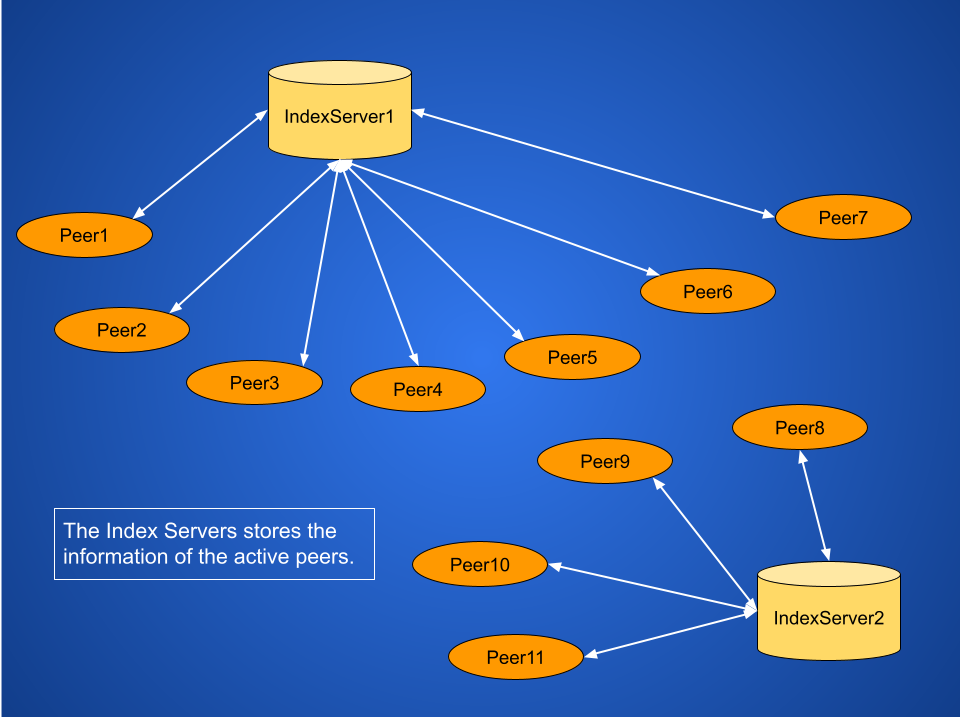 IndexServer1
Peer1
Peer7
Peer6
Peer2
Peer5
Peer3
Peer4
Peer8
Peer9
The Index Servers stores the
information of the active peers.
Peer10
IndexServer2
Peer11